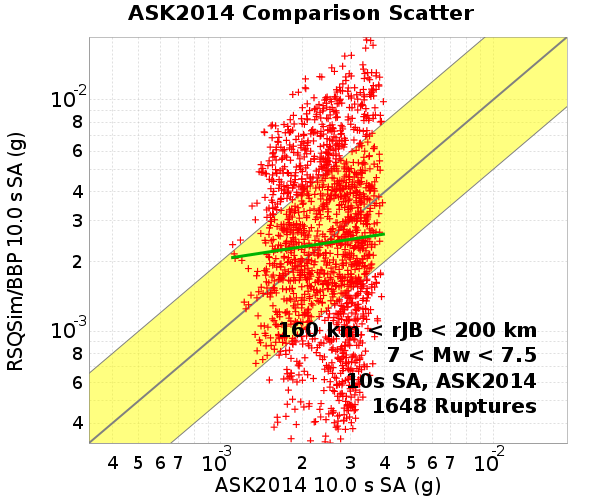 ASK2014 Comparison Scatter
RSQSim/BBP 10.0 s SA (g)
10-2
8
6
4
3
2
10-3
8
6
4
160 km < rJB < 200 km
7 < Mw < 7.5
10s SA, ASK2014
1648 Ruptures
4 5 6 7 10-3 2 3 4 5 6 7 10-2
ASK2014 10.0 s SA (g)